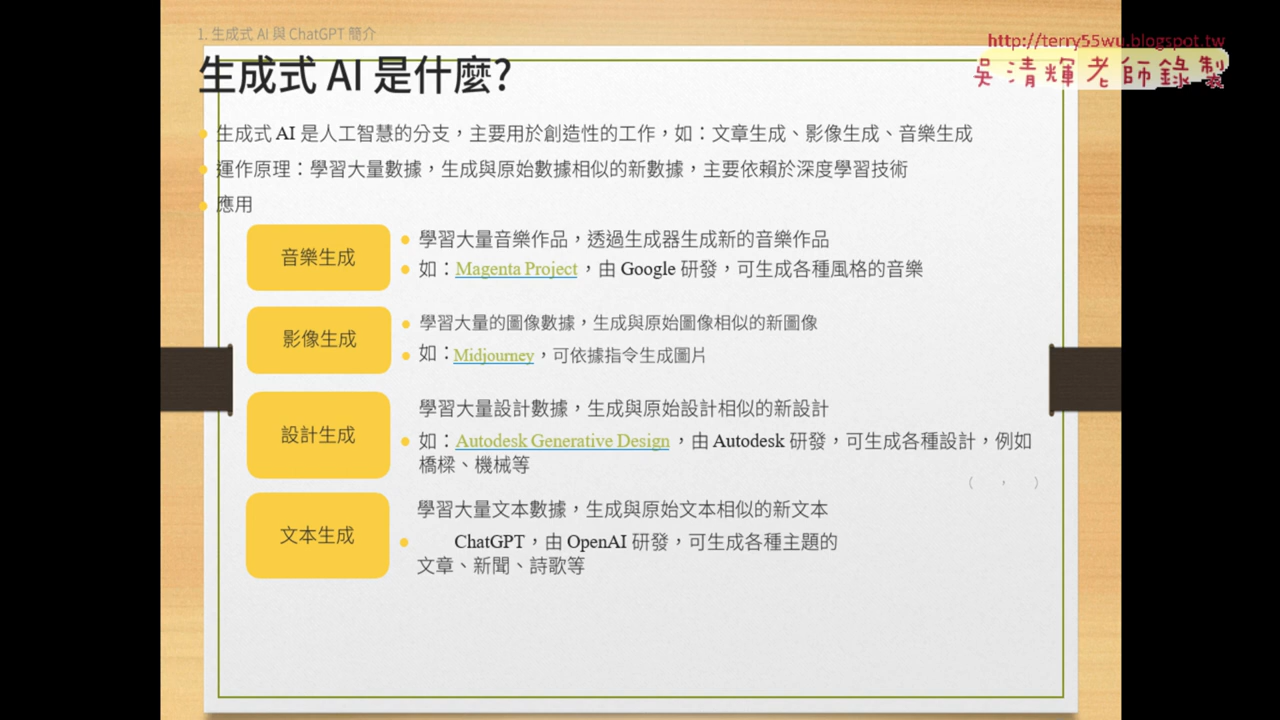 1. 生成式 AI 與 ChatGPT 簡介
http://terry55wu.blogspot.tw
吳清輝老師錄製
生成式 AI 是什麼?
生成式 AI 是人工智慧的分支，主要用於創造性的工作，如：文章生成、影像生成、音樂生成
運作原理：學習大量數據，生成與原始數據相似的新數據，主要依賴於深度學習技術
應用
音樂生成
學習大量音樂作品，透過生成器生成新的音樂作品
如：Magenta Project，由 Google 研發，可生成各種風格的音樂
影像生成
學習大量的圖像數據，生成與原始圖像相似的新圖像
如：Midjourney，可依據指令生成圖片
設計生成
學習大量設計數據，生成與原始設計相似的新設計
如：Autodesk Generative Design，由 Autodesk 研發，可生成各種設計，例如
橋樑、機械等
（ ， ）
文本生成
學習大量文本數據，生成與原始文本相似的新文本
ChatGPT，由 OpenAI 研發，可生成各種主題的
文章、新聞、詩歌等